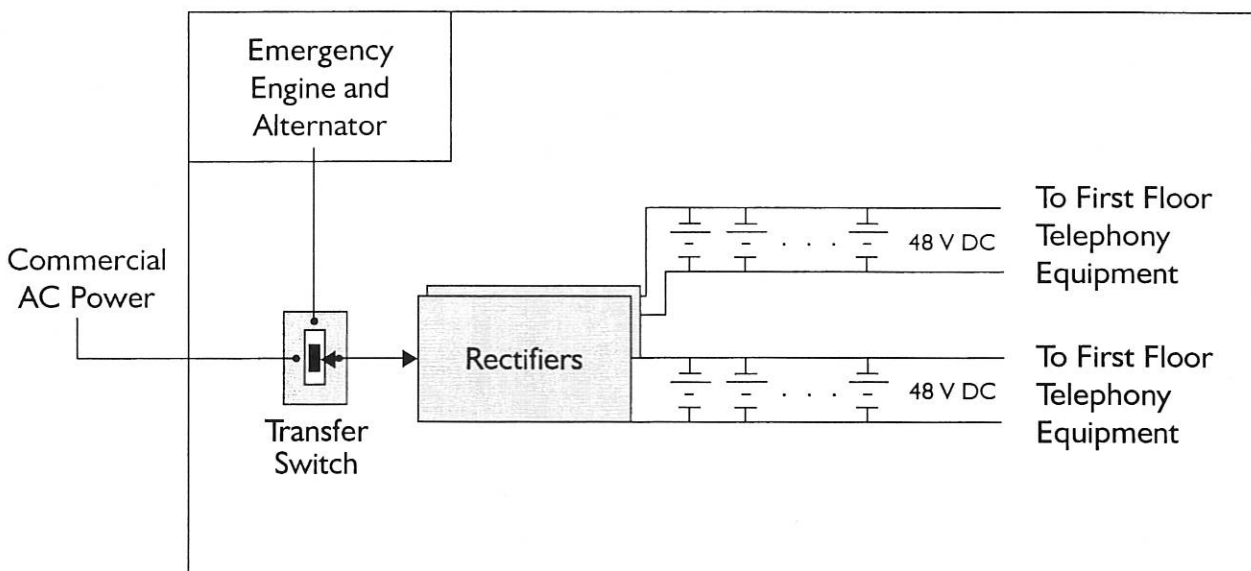 Emergency
Engine and
Alternator
Commercial
AC Power
Transfer
Switch
Rectifiers
48 V DC
To First Floor
Telephony
Equipment
48 V DC
To First Floor
Telephony
Equipment